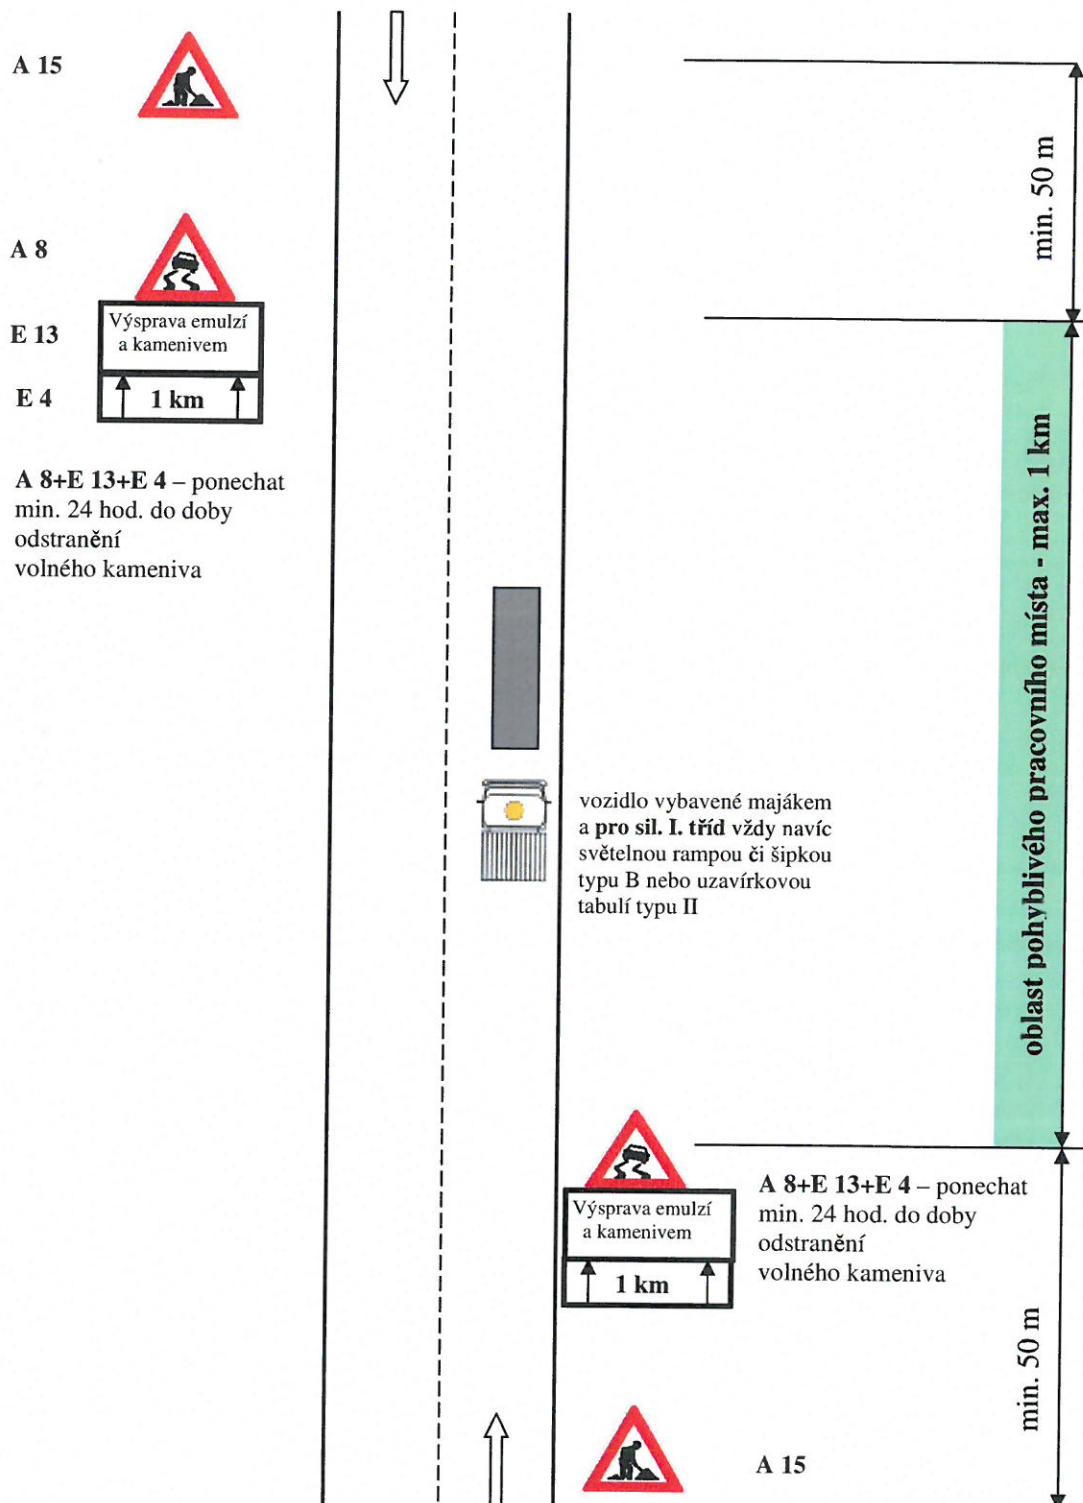 A 15
min. 50 m
A 8
E 13
Výsprava emulzí
a kamenivem
E 4
1 km
A 8+E 13+E 4 – ponechat
min. 24 hod. do doby
odstranění
volného kameniva
oblast pohyblivého pracovního místa - max. 1 km
vozidlo vybavené majákem
a pro sil. I. tříd vždy navíc
světelnou rampou či šipkou
typu B nebo uzavírkovou
tabulí typu II
Výsprava emulzí
a kamenivem
1 km
A 8+E 13+E 4 – ponechat
min. 24 hod. do doby
odstranění
volného kameniva
min. 50 m
A 15